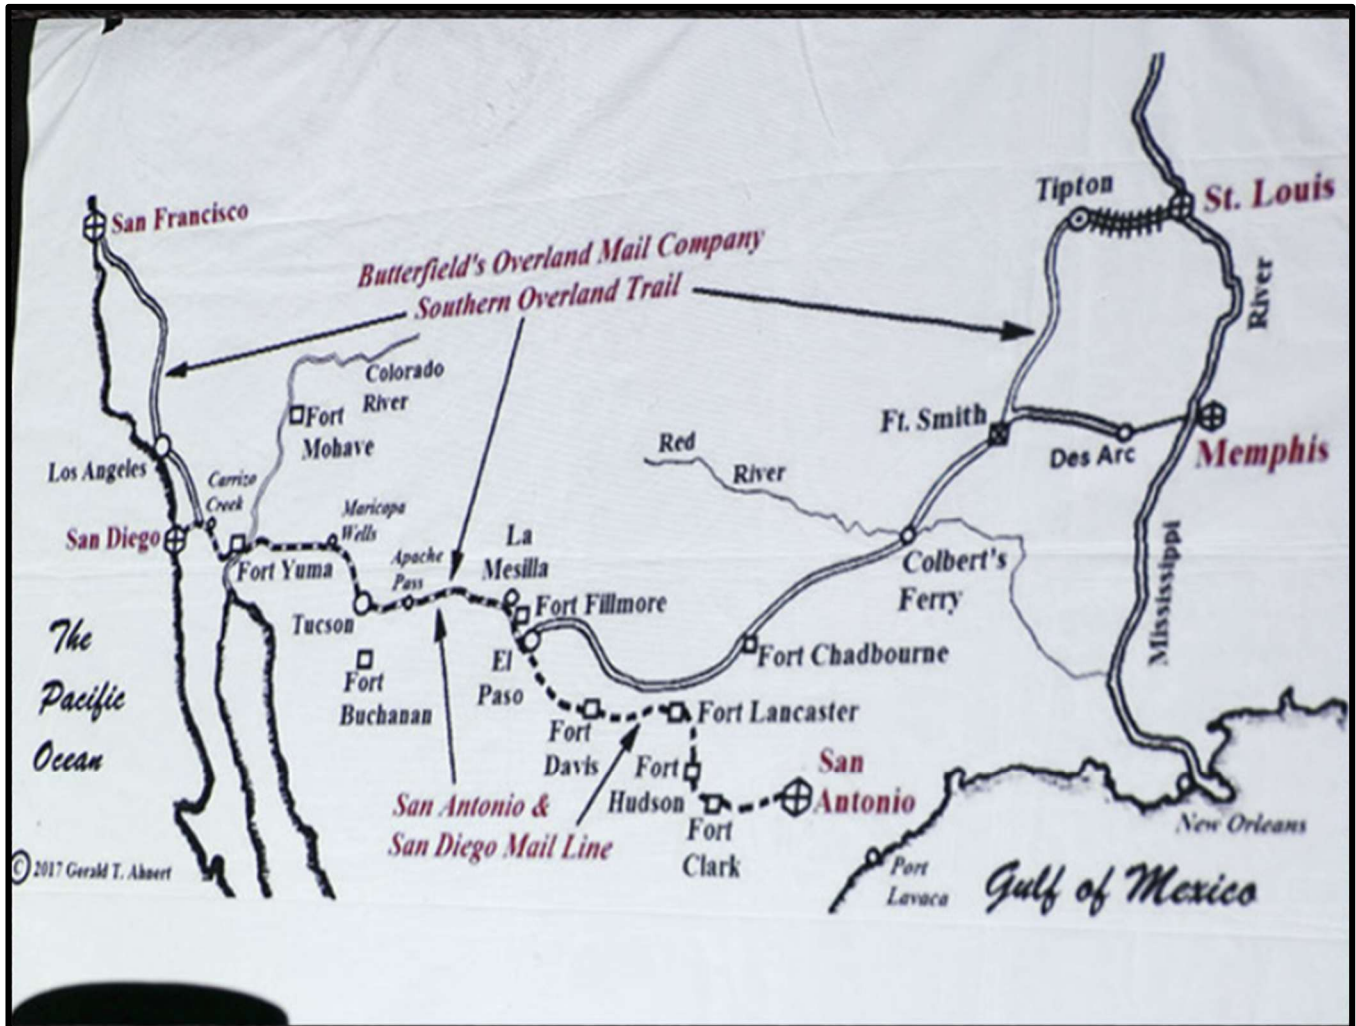 Tipton
St. Louis
San Francisco
Butterfield's Overland Mail Company
Southern Overland Trail
River
Colorado
River
Fort
Mohave
Ft. Smith
Des Arc
Memphis
Red
River
Los Angeles
Carrizo
Creek
San Diego
Maricopa
Wells
Fort Yuma
Apache
Pass
La
Mesilla
Fort Fillmore
Colbert's
Ferry
Mississippi
Tucson
The
Pacific
Ocean
Fort
Buchanan
El
Paso
Fort Chadbourne
Fort Lancaster
Fort
Davis
Fort
Hudson
San
Antonio
Fort
Clark
San Antonio &
San Diego Mail Line
New Orleans
Port
Lavaca
Gulf of Mexico
© 2017 Gerald T. Ahnert